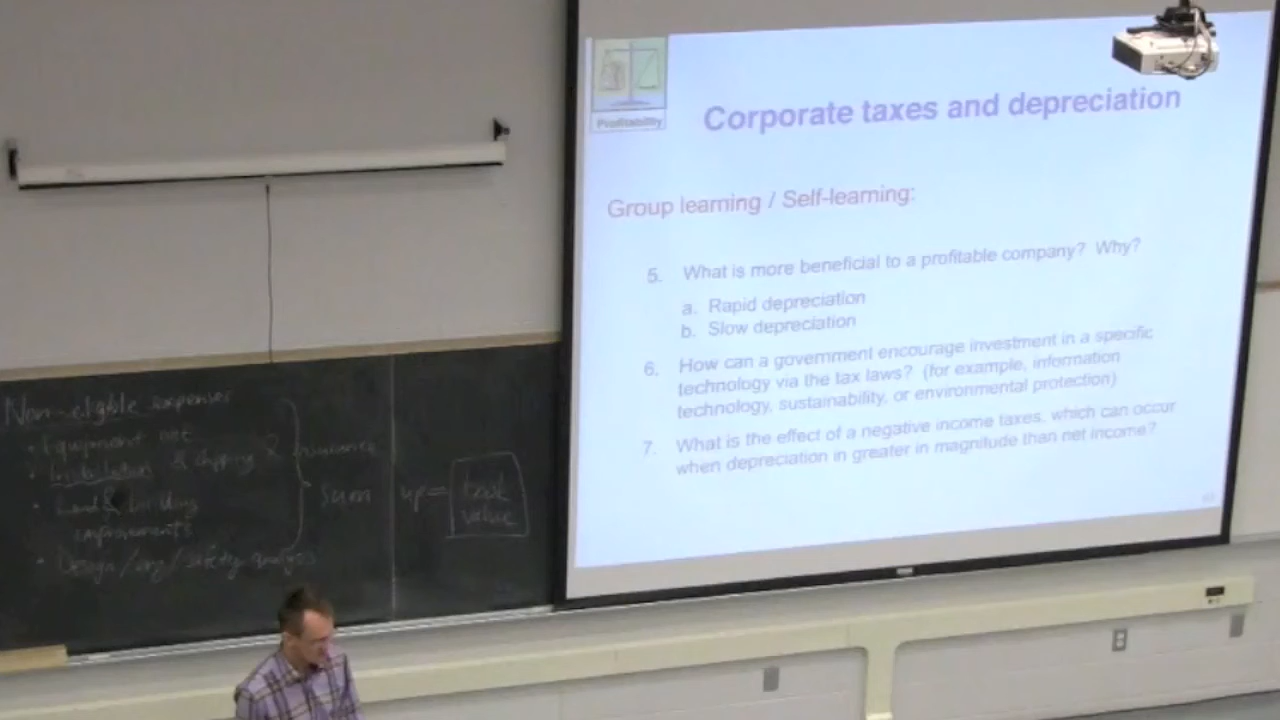 Profitability
Corporate taxes and depreciation
Group learning / Self-learning:
5. What is more beneficial to a profitable company? Why?
a. Rapid depreciation
b. Slow depreciation
6. How can a government encourage investment in a specific
technology via the tax laws? (for example, information
technology, sustainability, or environmental protection)
7. What is the effect of a negative income taxes, which can occur
when depreciation in greater in magnitude than net income?
Non-eligible expenses
• Equipment
• Installation & shipping & insurance
• Land & building
improvements
• Design/eng/safety analysis
Sum up = book
value